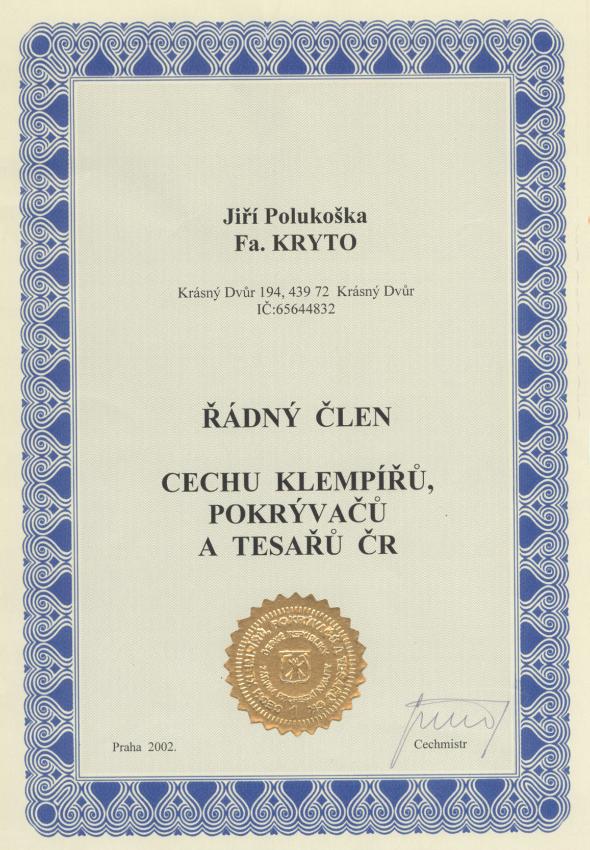 Jiří Polukoška
Fa. KRYTO
Krásný Dvůr 194, 439 72 Krásný Dvůr
IČ:65644832
ŘÁDNÝ ČLEN
CECHU KLEMPÍŘŮ,
POKRÝVAČŮ
A TESAŘŮ ČR
Praha 2002.
Cechmistr